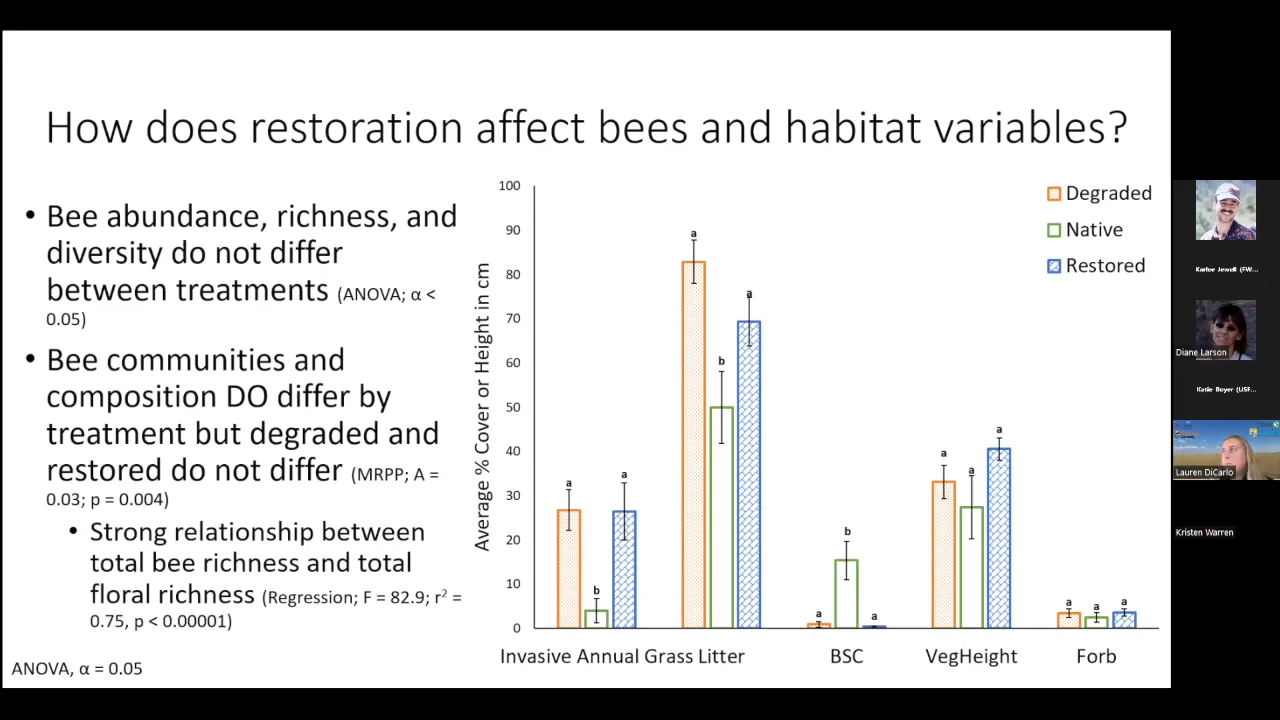 How does restoration affect bees and habitat variables?
• Bee abundance, richness, and
diversity do not differ
between treatments (ANOVA; α <
0.05)
• Bee communities and
composition DO differ by
treatment but degraded and
restored do not differ (MRPP; A =
0.03; p = 0.004)
• Strong relationship between
total bee richness and total
floral richness (Regression; F = 82.9; r² =
0.75, p < 0.00001)
ANOVA, α = 0.05
Average % Cover or Height in cm
100
90
80
70
60
50
40
30
20
10
0
a
b
a
a
b
a
a
b
a
a
a
a
a
a
a
Invasive Annual Grass Litter
BSC
VegHeight
Forb
Degraded
Native
Restored
Karlee Jewell (FW...
Diane Larson
Katie Boyer (USF...
Lauren DiCarlo
Kristen Warren